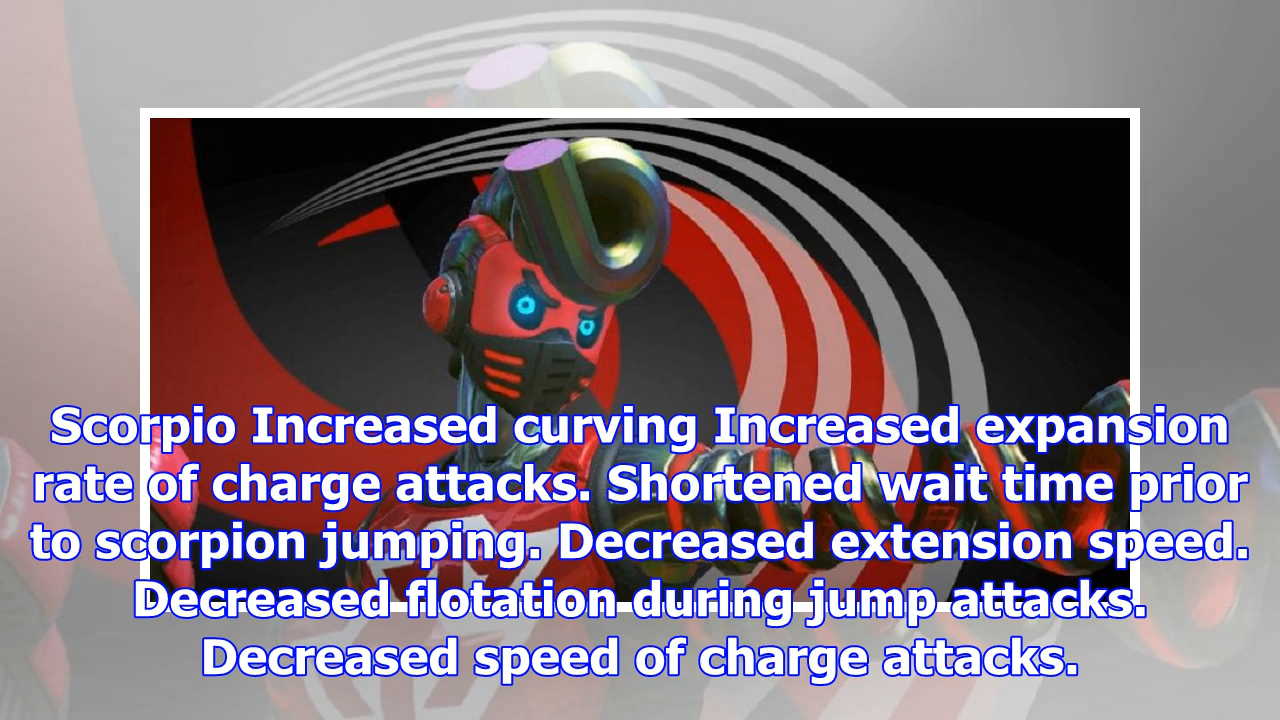 Scorpio Increased curving Increased expansion
rate of charge attacks. Shortened wait time prior
to scorpion jumping. Decreased extension speed.
Decreased flotation during jump attacks.
Decreased speed of charge attacks.